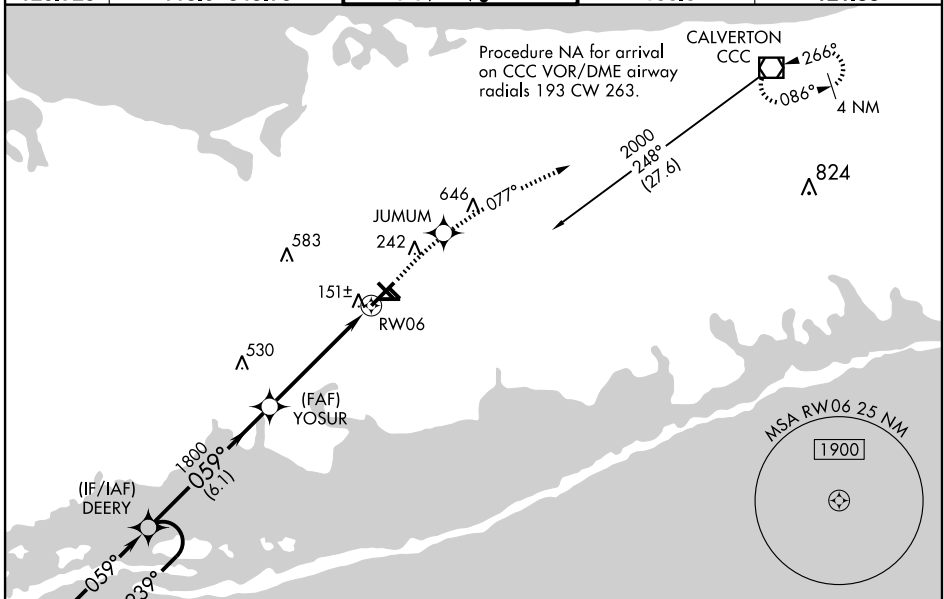 CALVERTON
CCC
Procedure NA for arrival
on CCC VOR/DME airway
radials 193 CW 263.
266°
086°
4 NM
2000
248°
(27.6)
824
646
077°
JUMUM
242
583
151±
RW06
530
(FAF)
YOSUR
1800
059°
(6.1)
(IF/IAF)
DEERY
059°
239°
MSA RW06 25 NM
1900